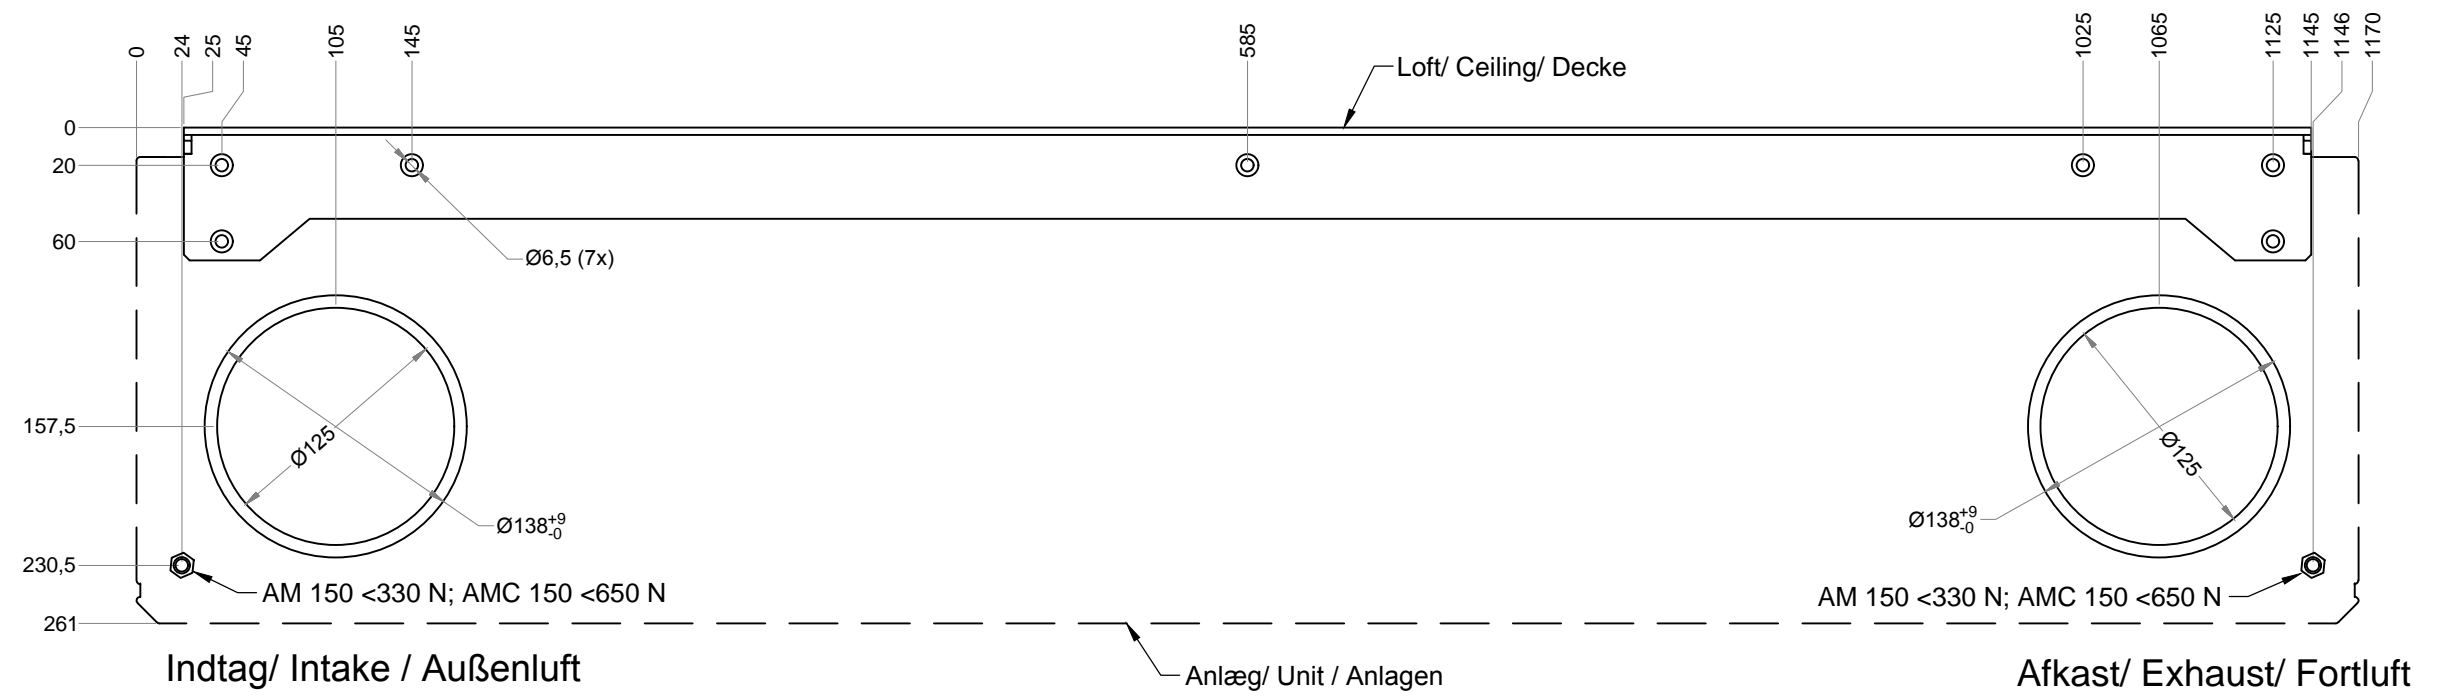 0
24
25
45
105
145
585
1025
1065
1125
1145
1146
1170
Loft/ Ceiling/ Decke
0
20
60
Ø6,5 (7x)
157,5
Ø125
Ø125
Ø138 +9 -0
Ø138 +9 -0
230,5
AM 150 <330 N; AMC 150 <650 N
AM 150 <330 N; AMC 150 <650 N
261
Indtag/ Intake / Außenluft
Anlæg/ Unit / Anlagen
Afkast/ Exhaust/ Fortluft